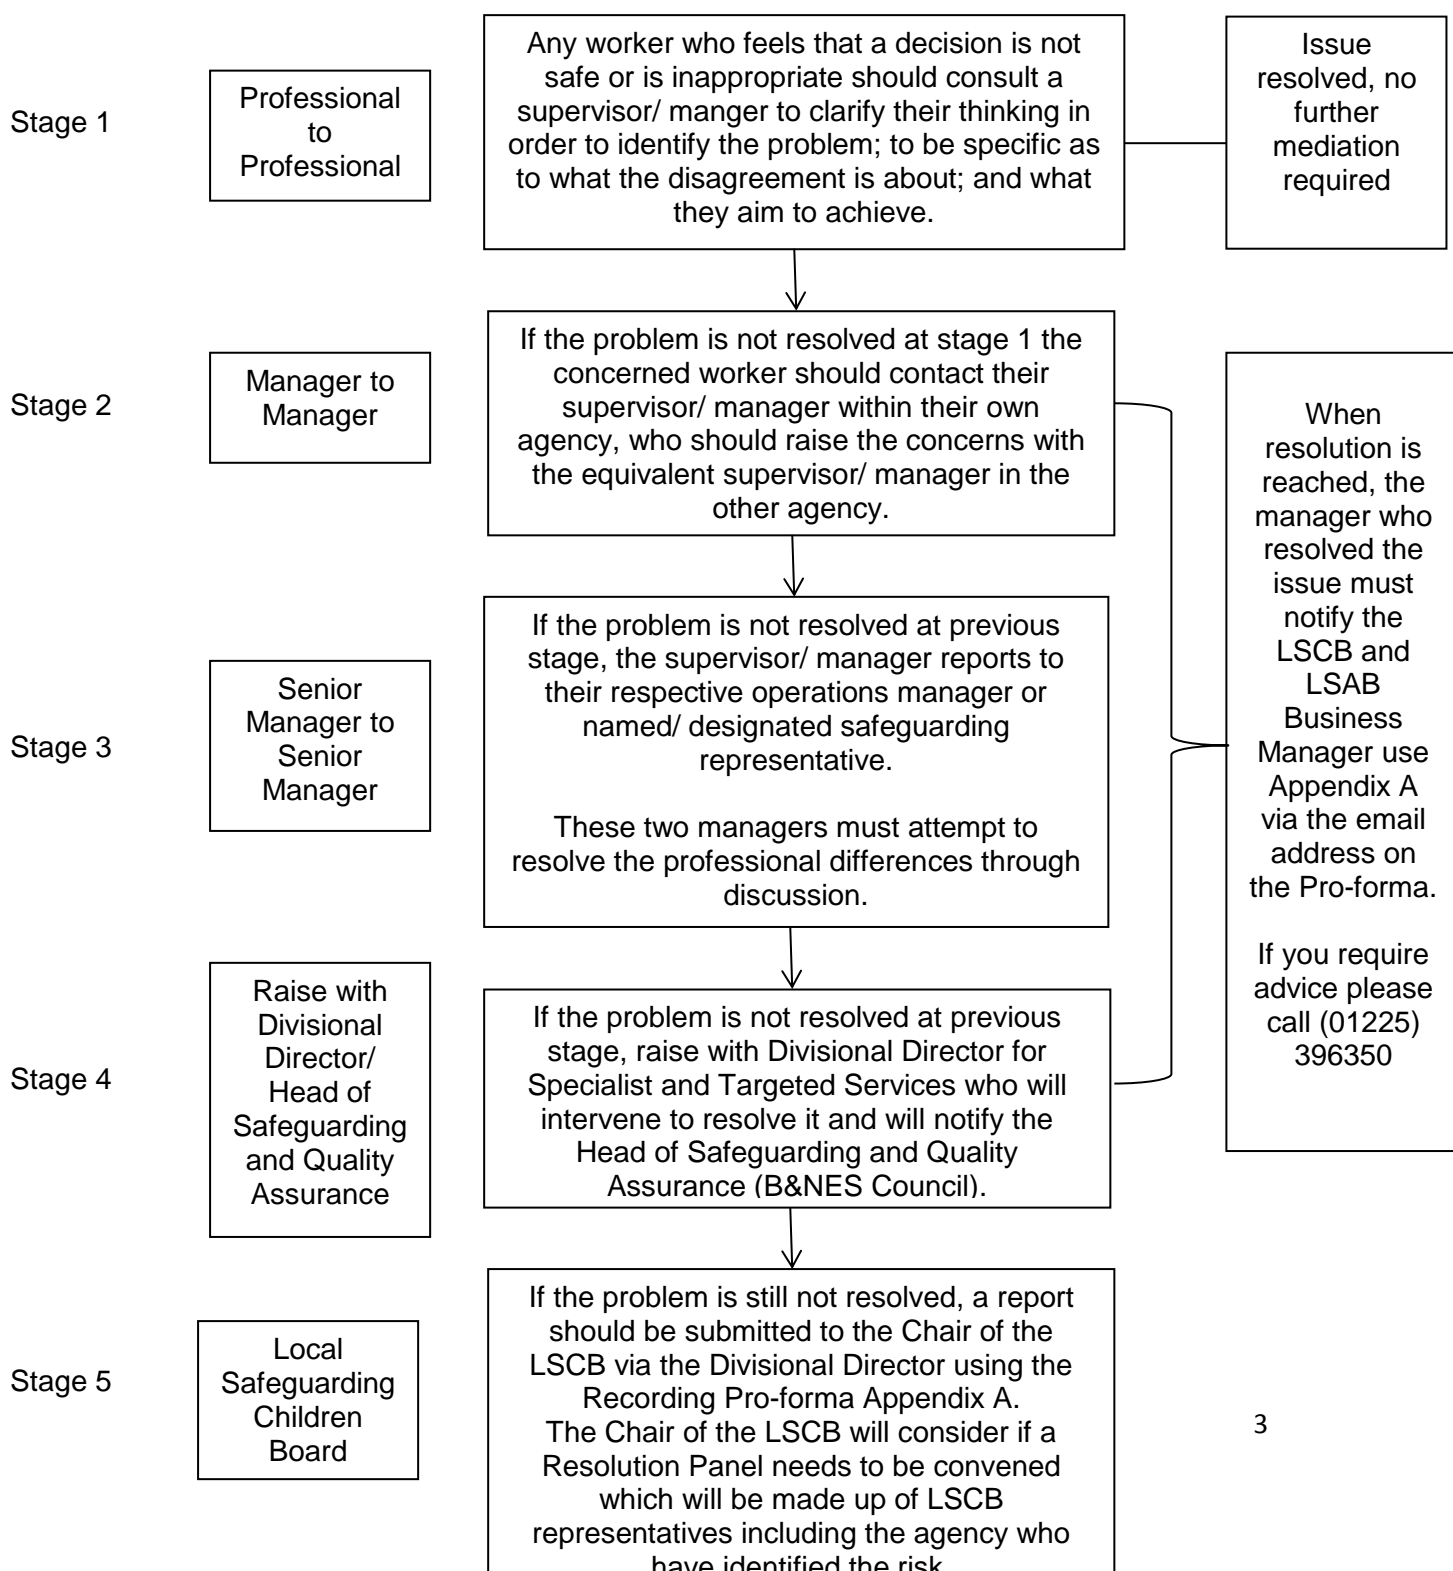 Stage 1
Professional
to
Professional
Any worker who feels that a decision is not
safe or is inappropriate should consult a
supervisor/ manger to clarify their thinking in
order to identify the problem; to be specific as
to what the disagreement is about; and what
they aim to achieve.
Issue
resolved, no
further
mediation
required
Stage 2
Manager to
Manager
If the problem is not resolved at stage 1 the
concerned worker should contact their
supervisor/ manager within their own
agency, who should raise the concerns with
the equivalent supervisor/ manager in the
other agency.
When
resolution is
reached, the
manager who
resolved the
issue must
notify the
LSCB and
LSAB
Business
Manager use
Appendix A
via the email
address on
the Pro-forma.
If you require
advice please
call (01225)
396350
Stage 3
Senior
Manager to
Senior
Manager
If the problem is not resolved at previous
stage, the supervisor/ manager reports to
their respective operations manager or
named/ designated safeguarding
representative.
These two managers must attempt to
resolve the professional differences through
discussion.
Stage 4
Raise with
Divisional
Director/
Head of
Safeguarding
and Quality
Assurance
If the problem is not resolved at previous
stage, raise with Divisional Director for
Specialist and Targeted Services who will
intervene to resolve it and will notify the
Head of Safeguarding and Quality
Assurance (B&NES Council).
Stage 5
Local
Safeguarding
Children
Board
If the problem is still not resolved, a report
should be submitted to the Chair of the
LSCB via the Divisional Director using the
Recording Pro-forma Appendix A.
The Chair of the LSCB will consider if a
Resolution Panel needs to be convened
which will be made up of LSCB
representatives including the agency who
have identified the risk
3